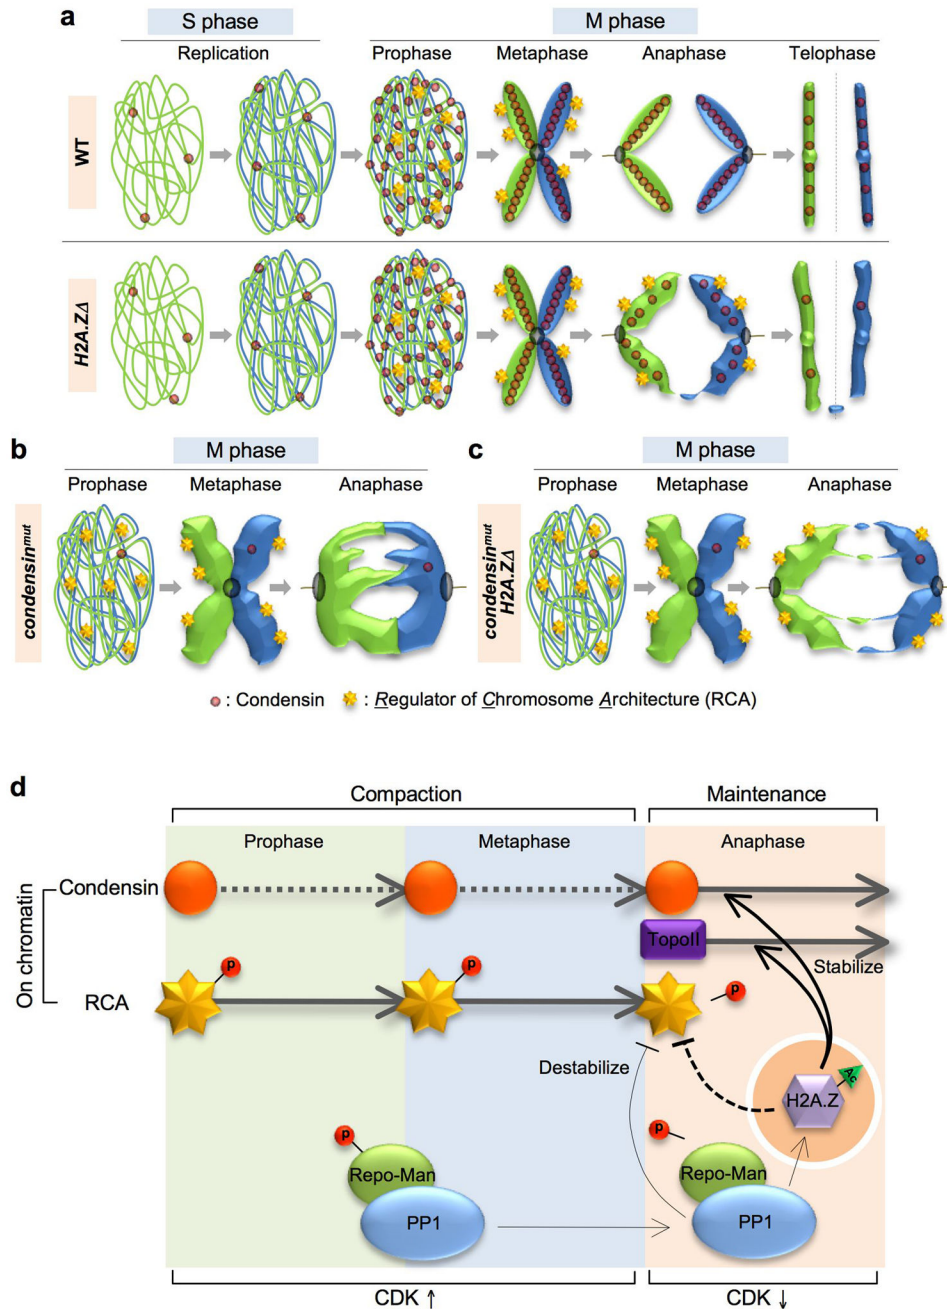 a
S phase
M phase
Replication
Prophase
Metaphase
Anaphase
Telophase
WT
H2A.ZΔ
b
M phase
Prophase
Metaphase
Anaphase
condensinmut
c
M phase
Prophase
Metaphase
Anaphase
condensinmut
H2A.ZΔ
: Condensin
: Regulator of Chromosome Architecture (RCA)
d
Compaction
Maintenance
Prophase
Metaphase
Anaphase
On chromatin
Condensin
TopoII
Stabilize
P
P
P
RCA
Destabilize
Ac
H2A.Z
P
P
Repo-Man
Repo-Man
PP1
PP1
CDK ↑
CDK ↓